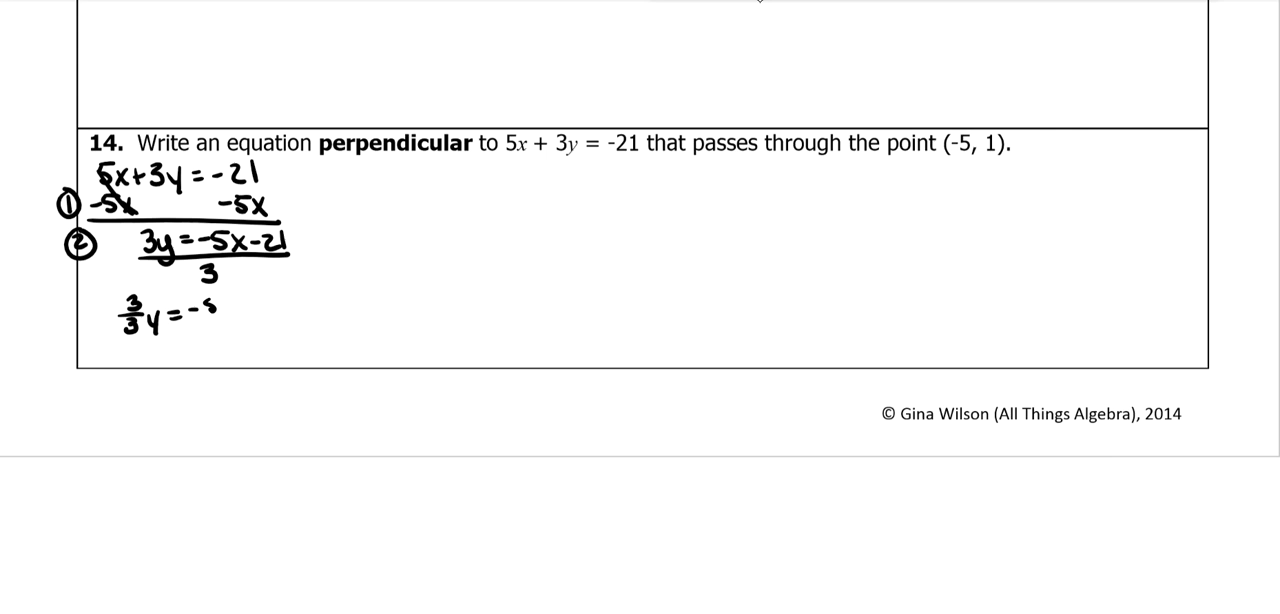 14. Write an equation perpendicular to 5x + 3y = -21 that passes through the point (-5, 1).
5x+3y=-21
① -5x -5x
② 3y=-5x-21
3
3/3 y=-5
© Gina Wilson (All Things Algebra), 2014